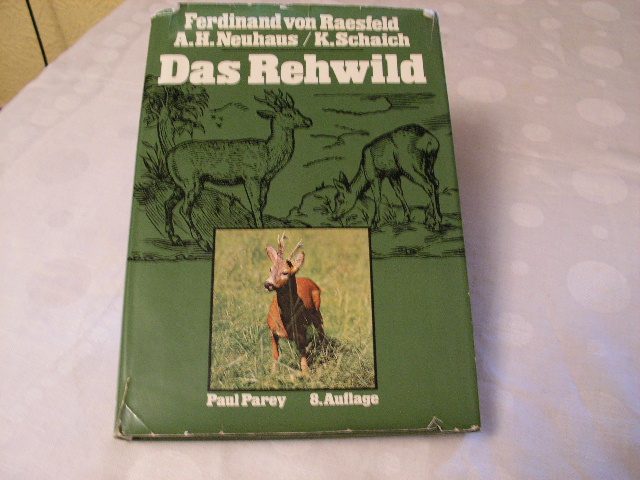 Ferdinand von Raesfeld
A.H. Neuhaus / K. Schaich
Das Rehwild
Paul Parey 8. Auflage